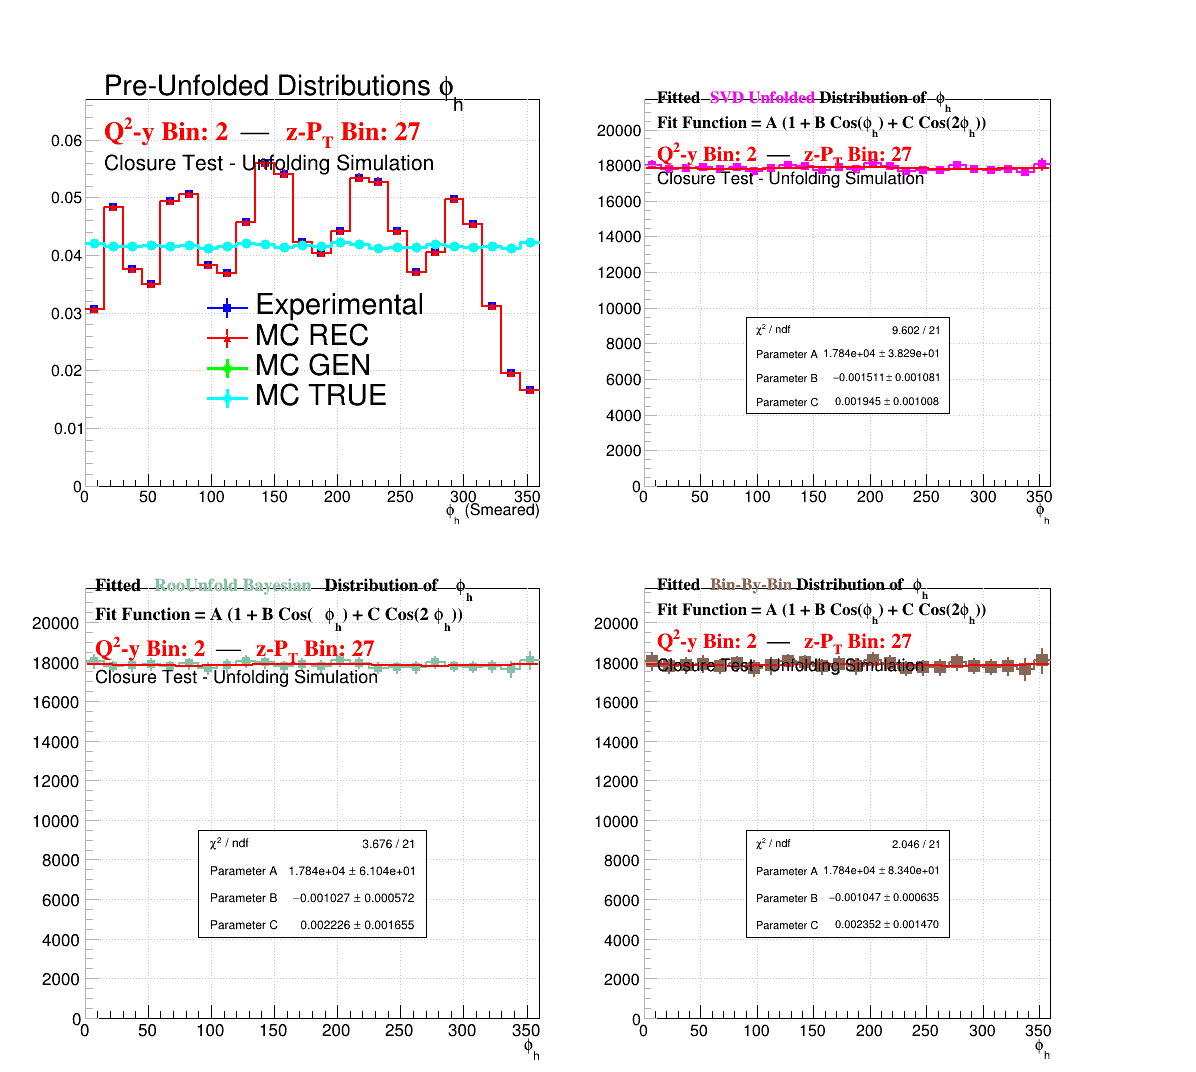 Pre-Unfolded Distributions ϕh
Q²-y Bin: 2 — z-PT Bin: 27
Closure Test - Unfolding Simulation
0.06
0.05
0.04
0.03
0.02
0.01
0
Experimental
MC REC
MC GEN
MC TRUE
0 50 100 150 200 250 300 350
ϕh (Smeared)
Fitted SVD Unfolded Distribution of ϕh
Fit Function = A (1 + B Cos(ϕh) + C Cos(2ϕh))
Q²-y Bin: 2 — z-PT Bin: 27
Closure Test - Unfolding Simulation
20000
18000
16000
14000
12000
10000
8000
6000
4000
2000
0
χ² / ndf 9.602 / 21
Parameter A 1.784e+04 ± 3.829e+01
Parameter B −0.001511 ± 0.001081
Parameter C 0.001945 ± 0.001008
0 50 100 150 200 250 300 350
ϕh
Fitted RooUnfold Bayesian Distribution of ϕh
Fit Function = A (1 + B Cos( ϕh) + C Cos(2 ϕh))
Q²-y Bin: 2 — z-PT Bin: 27
Closure Test - Unfolding Simulation
20000
18000
16000
14000
12000
10000
8000
6000
4000
2000
0
χ² / ndf 3.676 / 21
Parameter A 1.784e+04 ± 6.104e+01
Parameter B −0.001027 ± 0.000572
Parameter C 0.002226 ± 0.001655
0 50 100 150 200 250 300 350
ϕh
Fitted Bin-By-Bin Distribution of ϕh
Fit Function = A (1 + B Cos(ϕh) + C Cos(2ϕh))
Q²-y Bin: 2 — z-PT Bin: 27
Closure Test - Unfolding Simulation
20000
18000
16000
14000
12000
10000
8000
6000
4000
2000
0
χ² / ndf 2.046 / 21
Parameter A 1.784e+04 ± 8.340e+01
Parameter B −0.001047 ± 0.000635
Parameter C 0.002352 ± 0.001470
0 50 100 150 200 250 300 350
ϕh